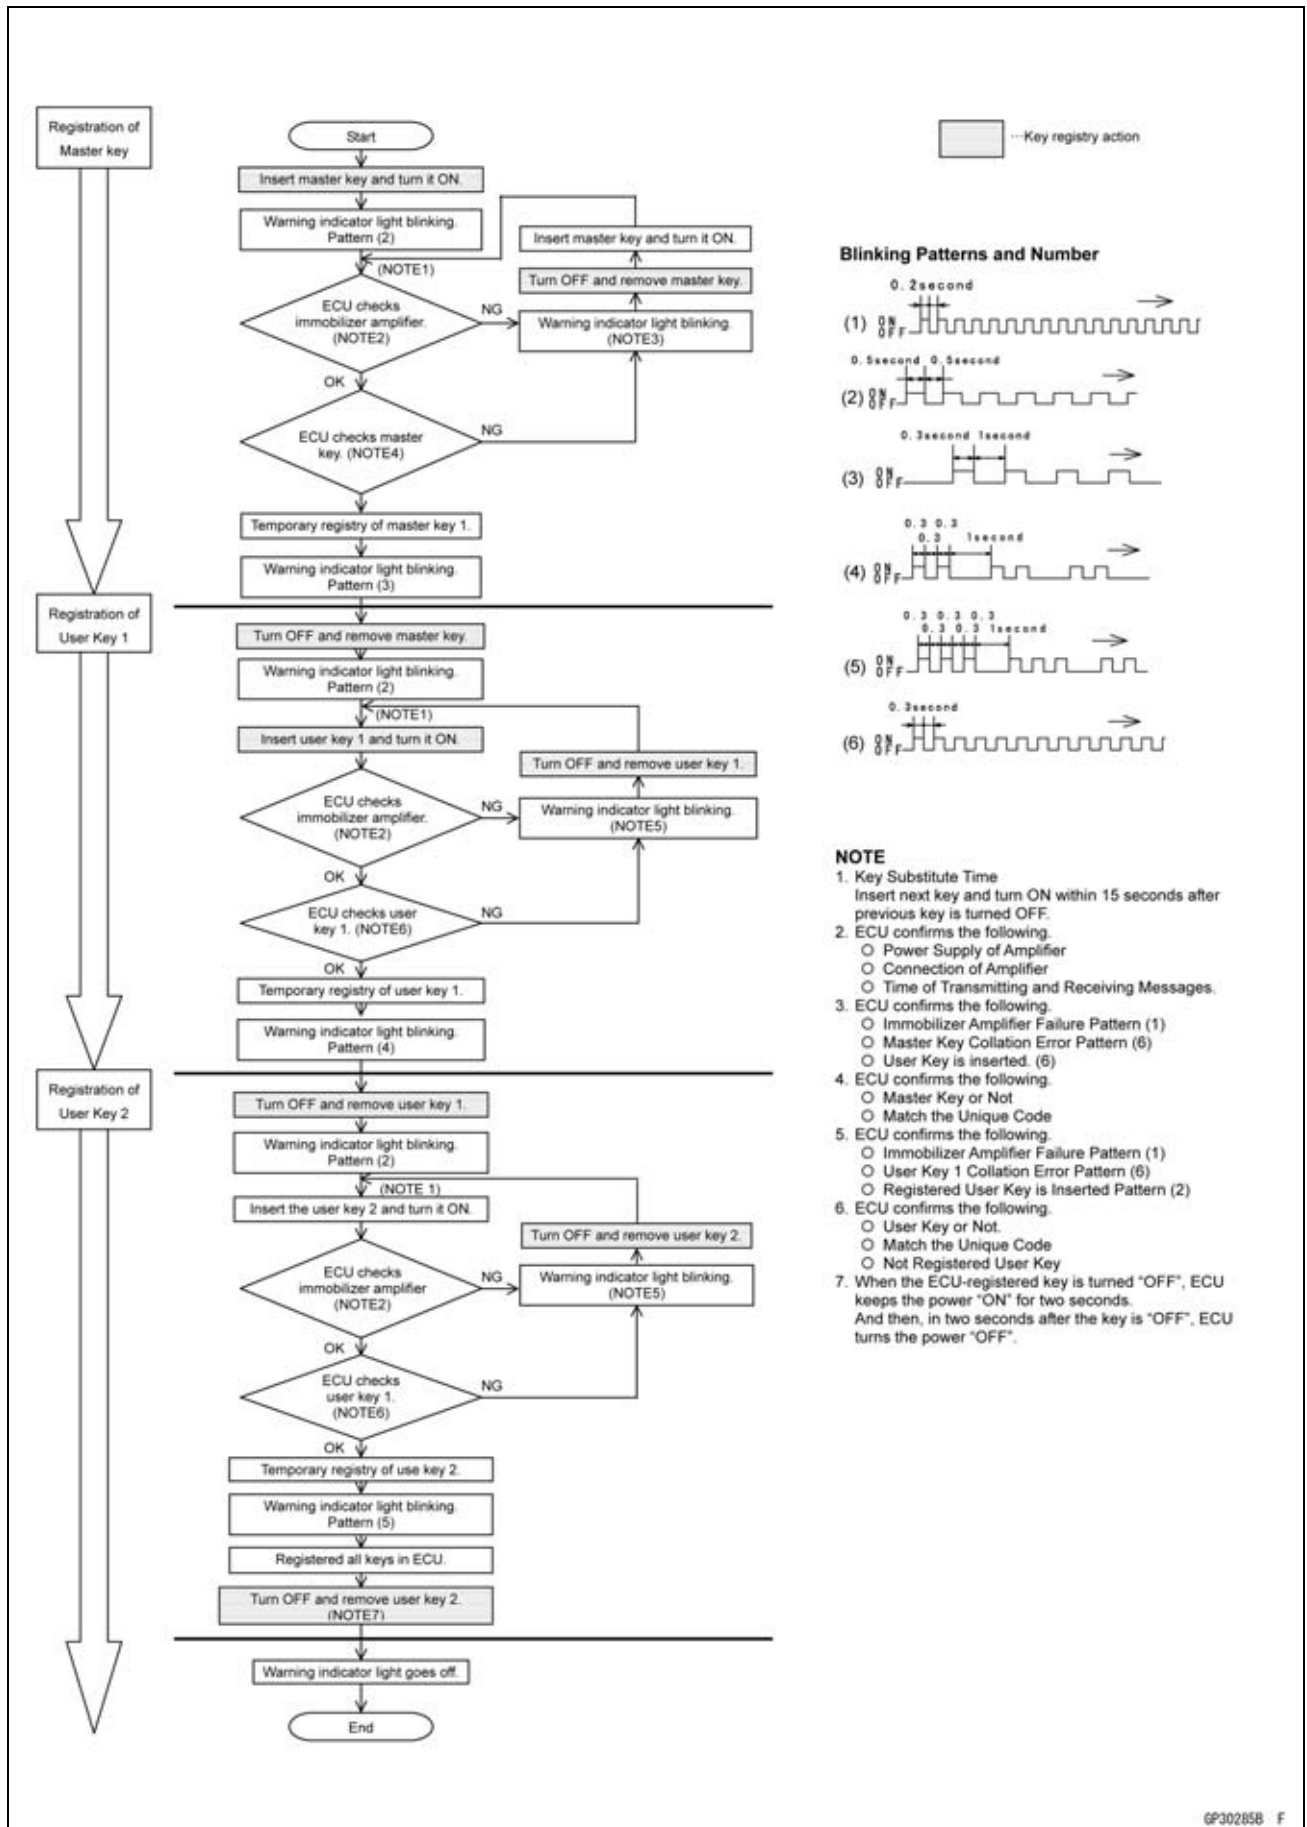 Registration of
Master key
Start
Insert master key and turn it ON.
Warning indicator light blinking.
Pattern (2)
(NOTE1)
Insert master key and turn it ON.
Turn OFF and remove master key.
ECU checks
immobilizer amplifier.
(NOTE2)
NG
Warning indicator light blinking.
(NOTE3)
OK
ECU checks master
key. (NOTE4)
NG
Temporary registry of master key 1.
Warning indicator light blinking.
Pattern (3)
Registration of
User Key 1
Turn OFF and remove master key.
Warning indicator light blinking.
Pattern (2)
(NOTE1)
Insert user key 1 and turn it ON.
Turn OFF and remove user key 1.
ECU checks
immobilizer amplifier.
(NOTE2)
NG
Warning indicator light blinking.
(NOTE5)
OK
ECU checks user
key 1. (NOTE6)
NG
OK
Temporary registry of user key 1.
Warning indicator light blinking.
Pattern (4)
Registration of
User Key 2
Turn OFF and remove user key 1.
Warning indicator light blinking.
Pattern (2)
(NOTE 1)
Insert the user key 2 and turn it ON.
Turn OFF and remove user key 2.
ECU checks
immobilizer amplifier
(NOTE2)
NG
Warning indicator light blinking.
(NOTE5)
OK
ECU checks
user key 1.
(NOTE6)
NG
OK
Temporary registry of use key 2.
Warning indicator light blinking.
Pattern (5)
Registered all keys in ECU.
Turn OFF and remove user key 2.
(NOTE7)
Warning indicator light goes off.
End
···Key registry action
Blinking Patterns and Number
0.2second
(1) ON
OFF
0.5second 0.5second
(2) ON
OFF
0.3second 1second
(3) ON
OFF
0.3 0.3
0.3 1second
(4) ON
OFF
0.3 0.3 0.3
0.3 0.3 1second
(5) ON
OFF
0.3second
(6) ON
OFF
NOTE
1. Key Substitute Time
Insert next key and turn ON within 15 seconds after
previous key is turned OFF.
2. ECU confirms the following.
O Power Supply of Amplifier
O Connection of Amplifier
O Time of Transmitting and Receiving Messages.
3. ECU confirms the following.
O Immobilizer Amplifier Failure Pattern (1)
O Master Key Collation Error Pattern (6)
O User Key is inserted. (6)
4. ECU confirms the following.
O Master Key or Not
O Match the Unique Code
5. ECU confirms the following.
O Immobilizer Amplifier Failure Pattern (1)
O User Key 1 Collation Error Pattern (6)
O Registered User Key is Inserted Pattern (2)
6. ECU confirms the following.
O User Key or Not.
O Match the Unique Code
O Not Registered User Key
7. When the ECU-registered key is turned “OFF”, ECU
keeps the power “ON” for two seconds.
And then, in two seconds after the key is “OFF”, ECU
turns the power “OFF”.
GP30285B F